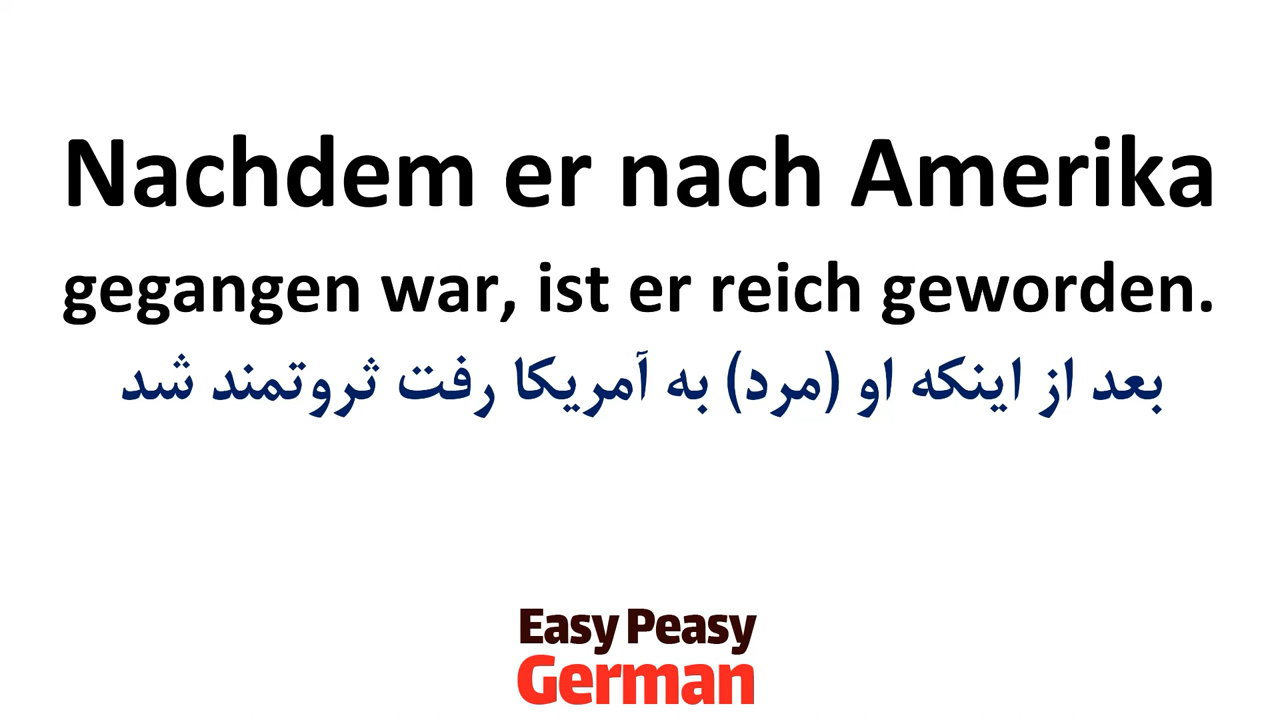 Nachdem er nach Amerika
gegangen war, ist er reich geworden.
بعد از اینکه او (مرد) به آمریکا رفت ثروتمند شد
Easy Peasy
German